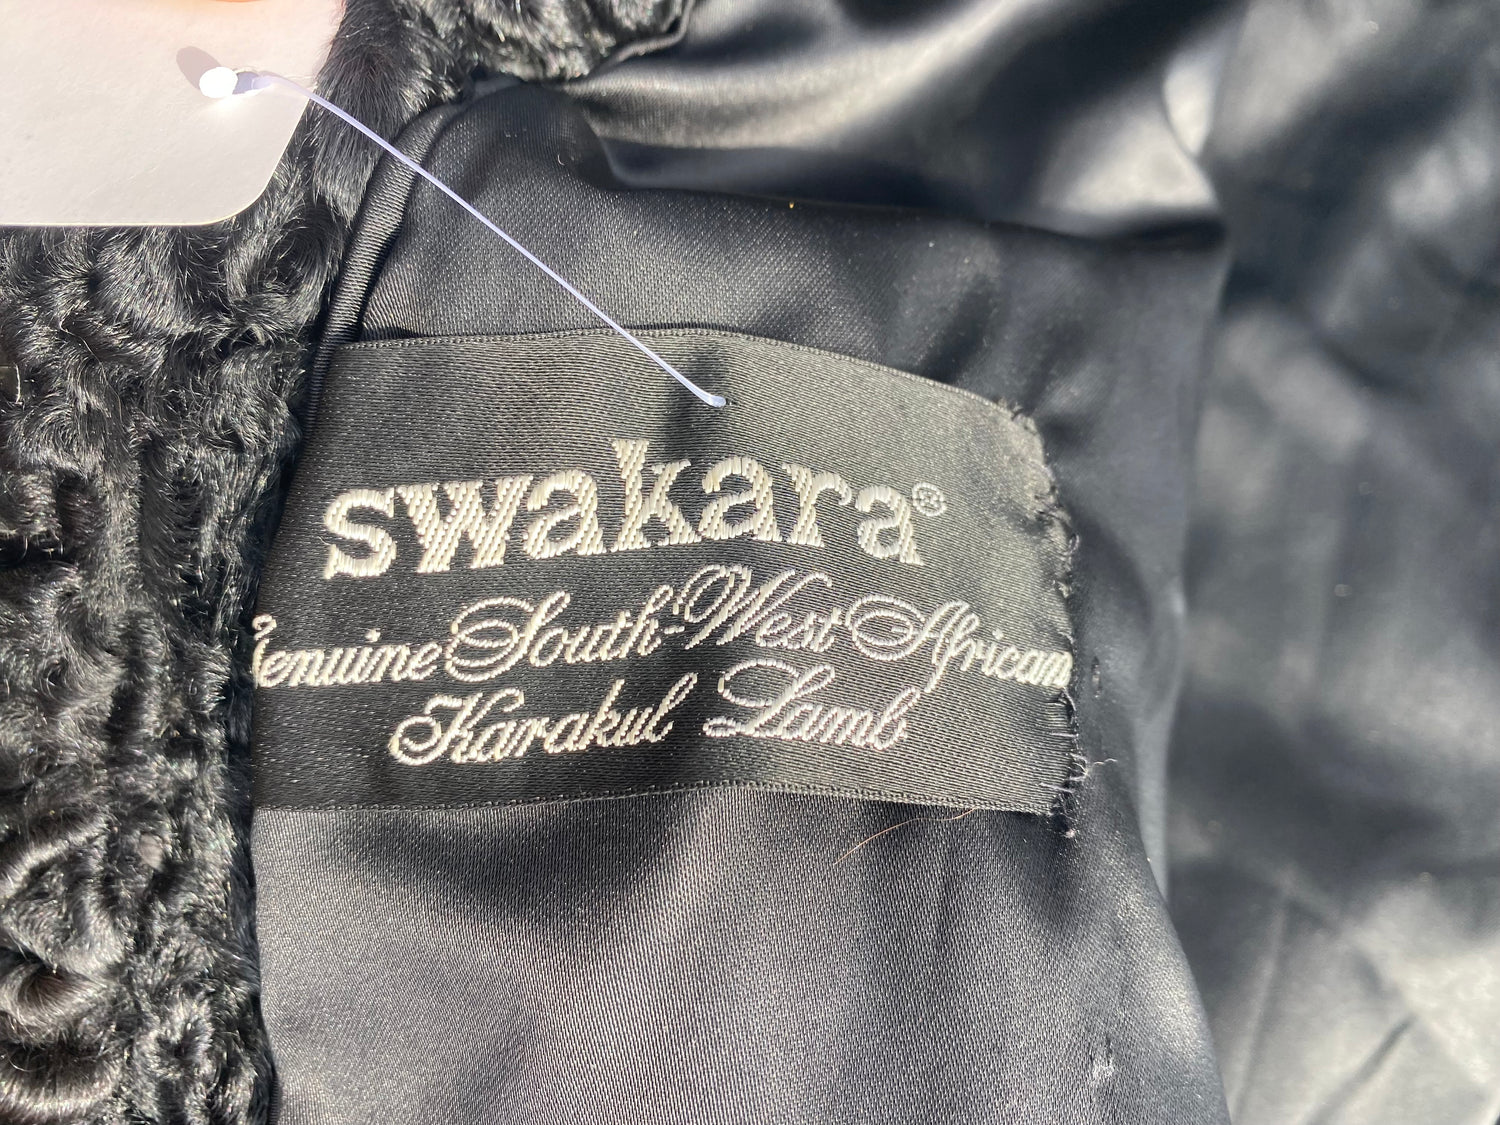 swakara®
Genuine South-West African
Karakul Lamb